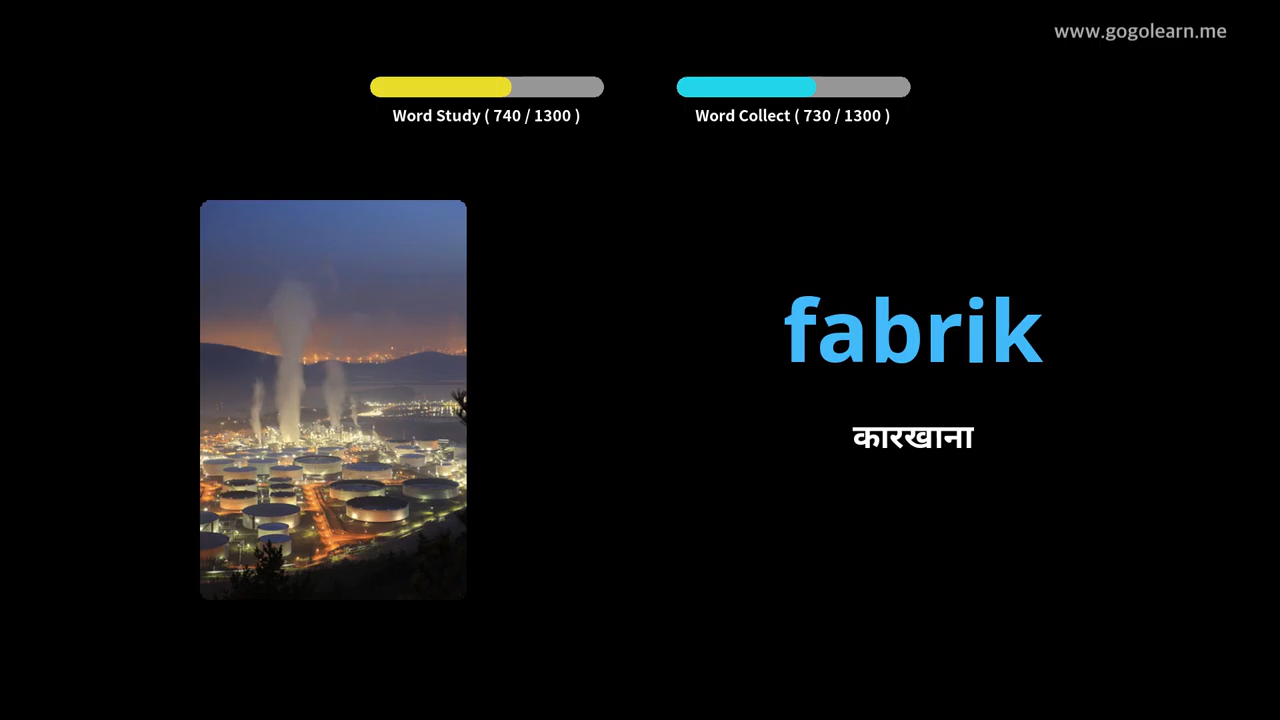 www.gogolearn.me
Word Study ( 740 / 1300 )
Word Collect ( 730 / 1300 )
fabrik
कारखाना